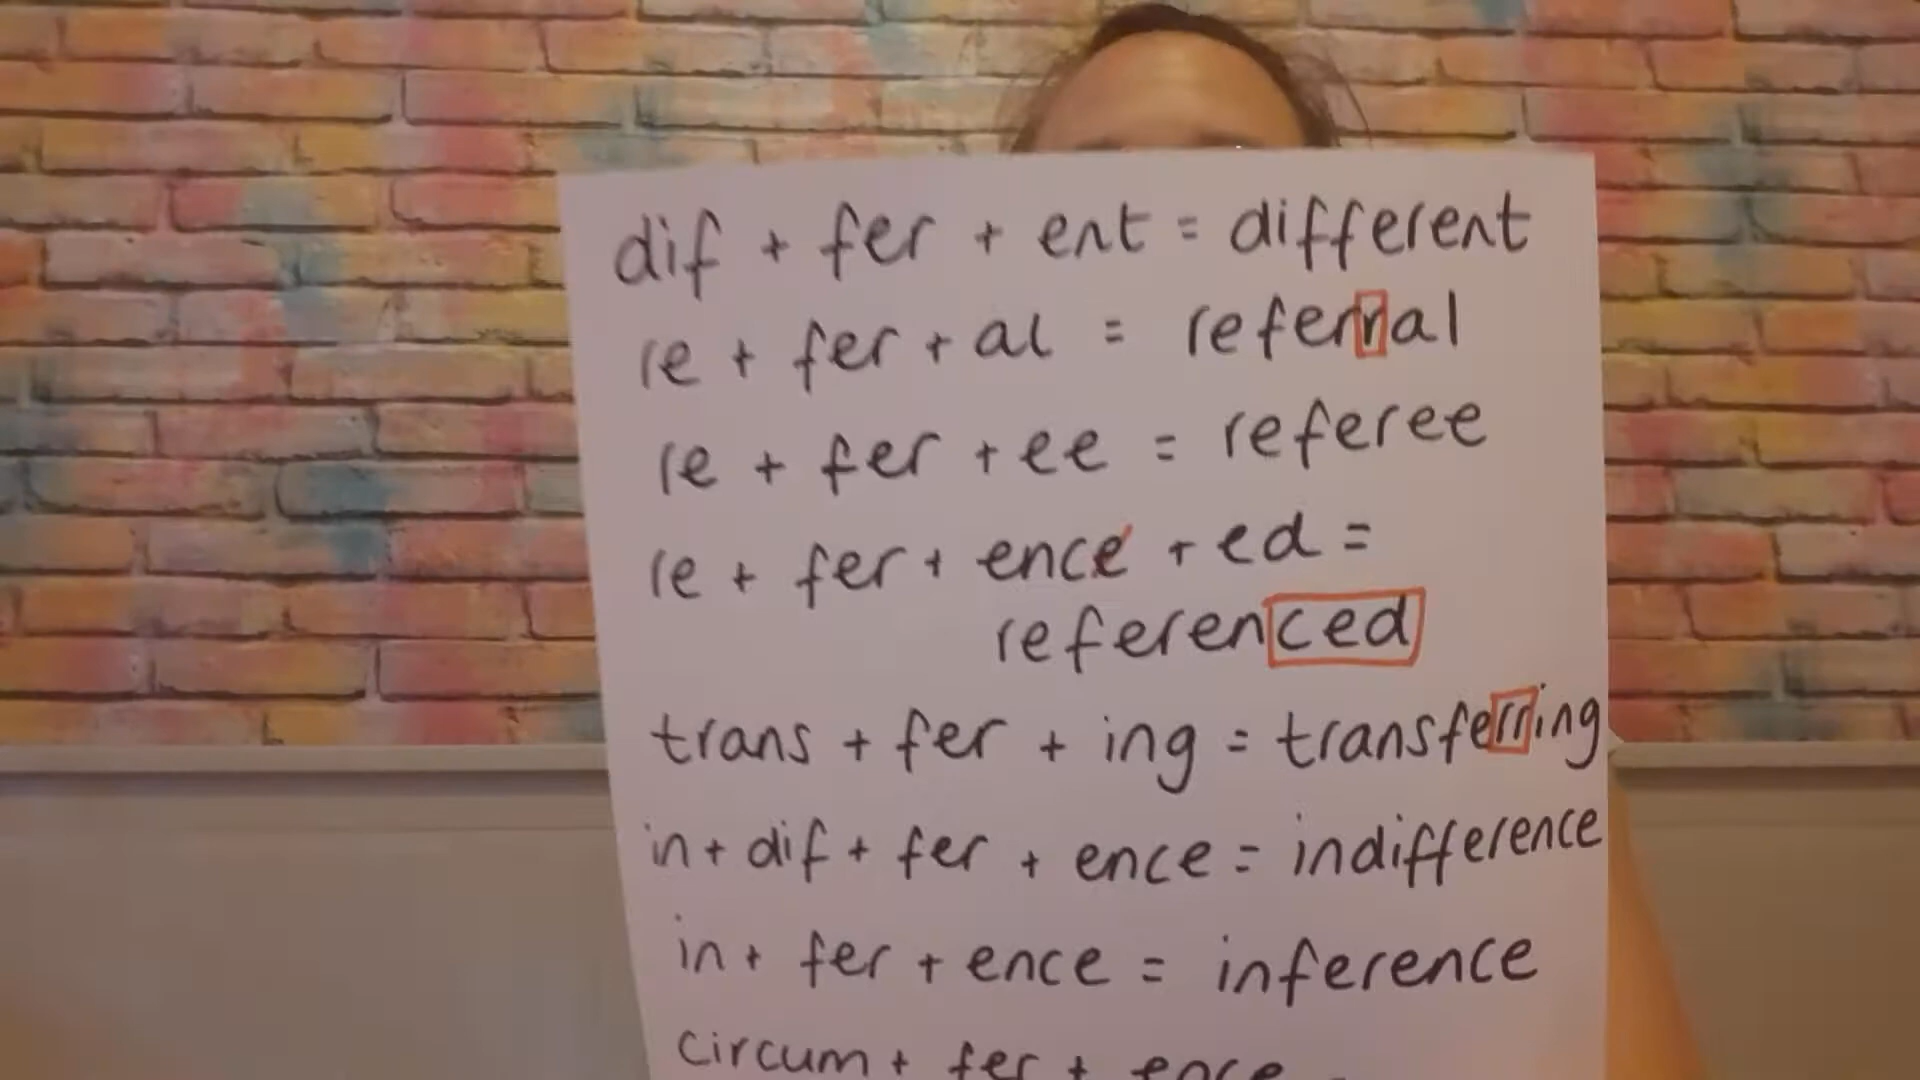 dif + fer + ent = different
re + fer + al = referral
re + fer + ee = referee
re + fer + ence + ed =
referenced
trans + fer + ing = transferring
in + dif + fer + ence = indifference
in + fer + ence = inference
circum + fer + ence